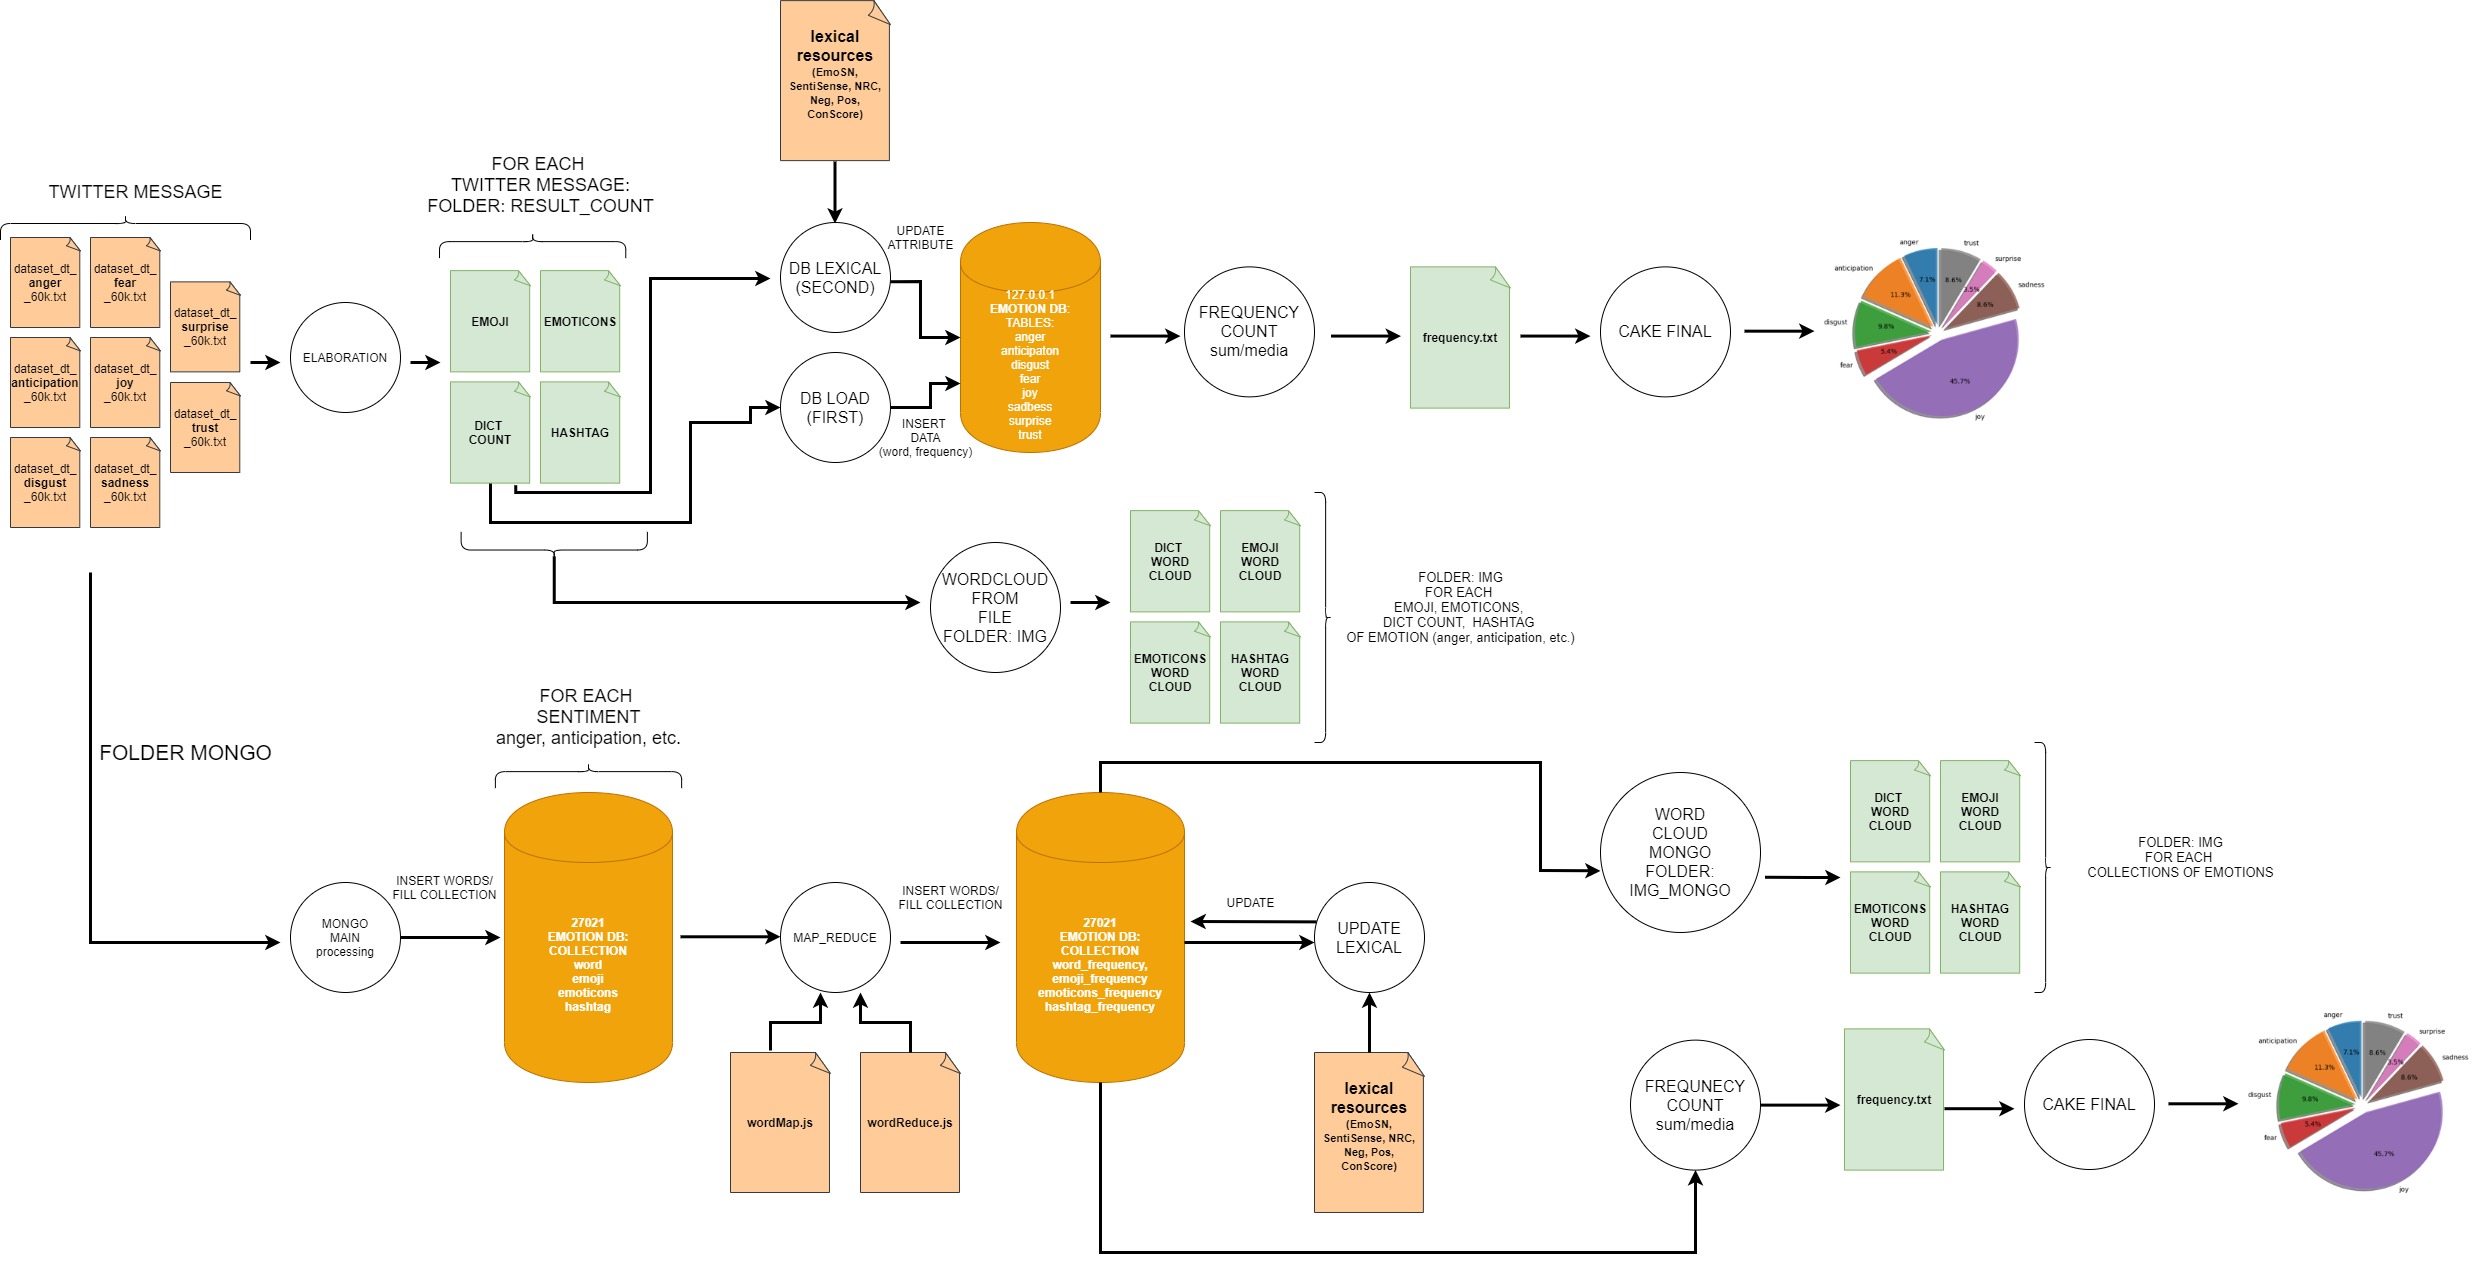 lexical
resources
(EmoSN,
SentiSense, NRC,
Neg, Pos,
ConScore)
FOR EACH
TWITTER MESSAGE:
FOLDER: RESULT_COUNT
TWITTER MESSAGE
dataset_dt_
anger
_60k.txt
dataset_dt_
fear
_60k.txt
dataset_dt_
surprise
_60k.txt
dataset_dt_
anticipation
_60k.txt
dataset_dt_
joy
_60k.txt
dataset_dt_
trust
_60k.txt
dataset_dt_
disgust
_60k.txt
dataset_dt_
sadness
_60k.txt
ELABORATION
EMOJI
EMOTICONS
DICT
COUNT
HASHTAG
DB LEXICAL
(SECOND)
UPDATE
ATTRIBUTE
DB LOAD
(FIRST)
INSERT
DATA
(word, frequency)
127.0.0.1
EMOTION DB:
TABLES:
anger
anticipaton
disgust
fear
joy
sadbess
surprise
trust
FREQUENCY
COUNT
sum/media
frequency.txt
CAKE FINAL
anger
trust
surprise
anticipation
sadness
disgust
fear
joy
7.1%
8.6%
3.5%
11.3%
8.6%
9.8%
5.4%
45.7%
WORDCLOUD
FROM
FILE
FOLDER: IMG
DICT
WORD
CLOUD
EMOJI
WORD
CLOUD
EMOTICONS
WORD
CLOUD
HASHTAG
WORD
CLOUD
FOLDER: IMG
FOR EACH
EMOJI, EMOTICONS,
DICT COUNT, HASHTAG
OF EMOTION (anger, anticipation, etc.)
FOLDER MONGO
FOR EACH
SENTIMENT
anger, anticipation, etc.
MONGO
MAIN
processing
INSERT WORDS/
FILL COLLECTION
27021
EMOTION DB:
COLLECTION
word
emoji
emoticons
hashtag
MAP_REDUCE
wordMap.js
wordReduce.js
INSERT WORDS/
FILL COLLECTION
27021
EMOTION DB:
COLLECTION
word_frequency,
emoji_frequency
emoticons_frequency
hashtag_frequency
UPDATE
UPDATE
LEXICAL
lexical
resources
(EmoSN,
SentiSense, NRC,
Neg, Pos,
ConScore)
WORD
CLOUD
MONGO
FOLDER:
IMG_MONGO
DICT
WORD
CLOUD
EMOJI
WORD
CLOUD
EMOTICONS
WORD
CLOUD
HASHTAG
WORD
CLOUD
FOLDER: IMG
FOR EACH
COLLECTIONS OF EMOTIONS
FREQUNECY
COUNT
sum/media
frequency.txt
CAKE FINAL
anger
trust
surprise
anticipation
sadness
disgust
fear
joy
7.1%
8.6%
3.5%
11.3%
8.6%
9.8%
5.4%
45.7%